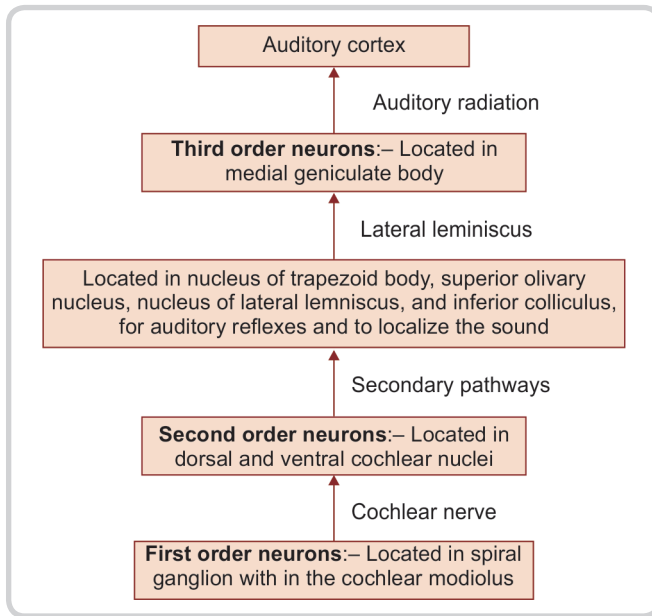 Auditory cortex
Auditory radiation
Third order neurons:– Located in
medial geniculate body
Lateral leminiscus
Located in nucleus of trapezoid body, superior olivary
nucleus, nucleus of lateral lemniscus, and inferior colliculus,
for auditory reflexes and to localize the sound
Secondary pathways
Second order neurons:– Located in
dorsal and ventral cochlear nuclei
Cochlear nerve
First order neurons:– Located in spiral
ganglion with in the cochlear modiolus